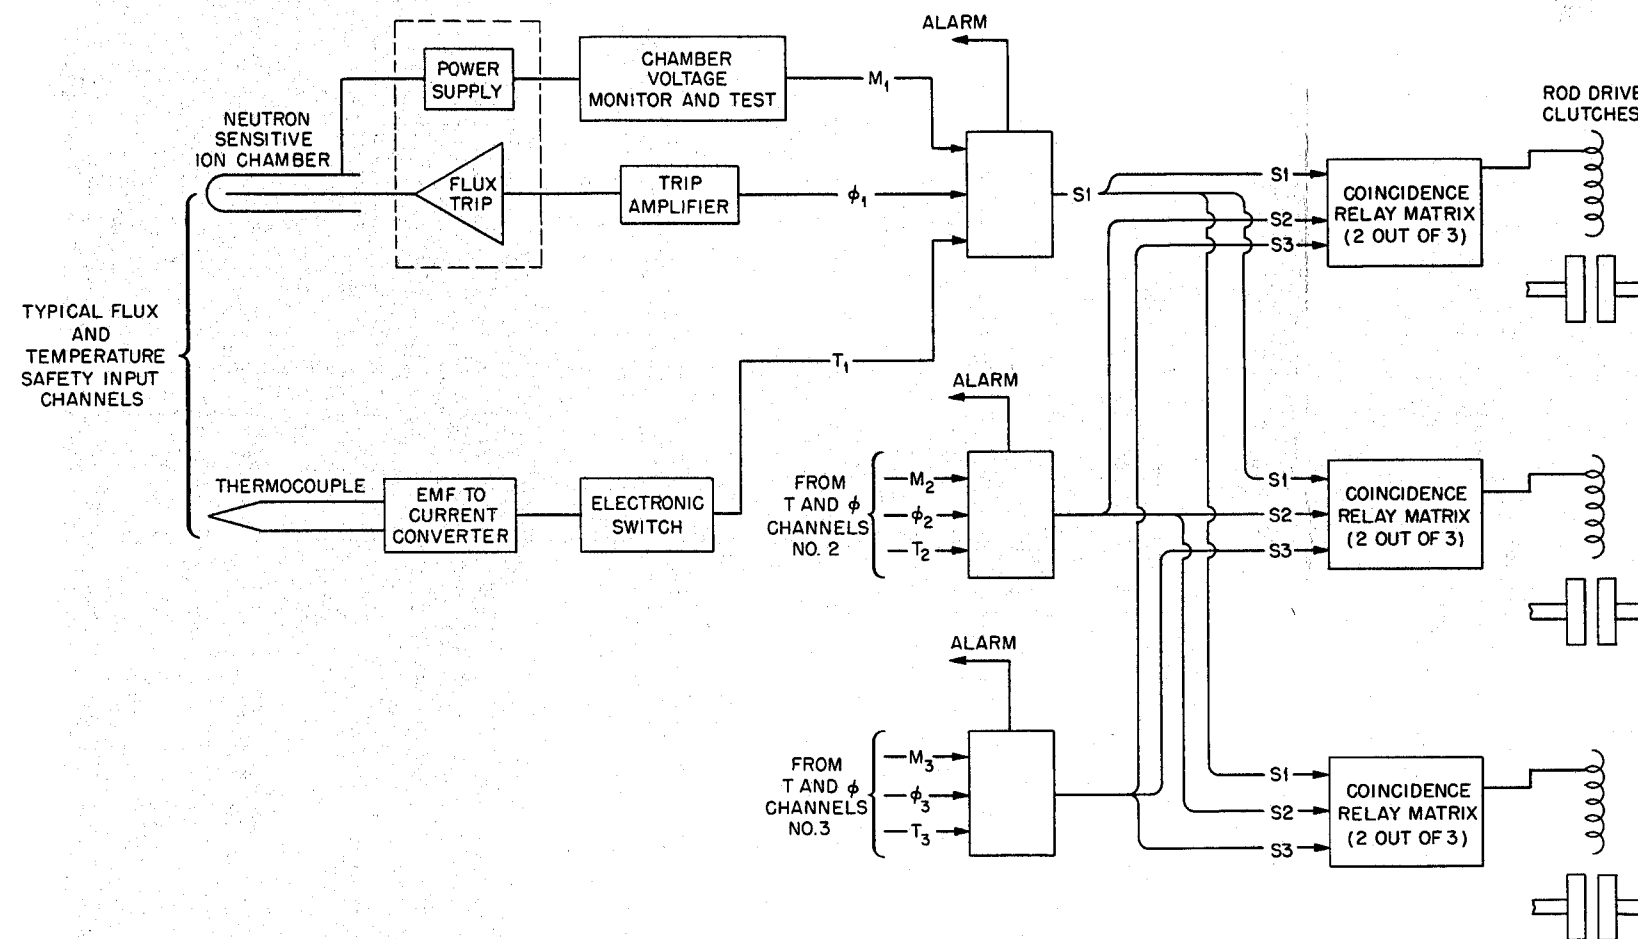 ALARM
POWER
SUPPLY
CHAMBER
VOLTAGE
MONITOR AND TEST
M₁
ROD DRIVE
CLUTCHES
NEUTRON
SENSITIVE
ION CHAMBER
FLUX
TRIP
TRIP
AMPLIFIER
ϕ₁
S1
S1
S2
S3
COINCIDENCE
RELAY MATRIX
(2 OUT OF 3)
TYPICAL FLUX
AND
TEMPERATURE
SAFETY INPUT
CHANNELS
T₁
ALARM
THERMOCOUPLE
EMF TO
CURRENT
CONVERTER
ELECTRONIC
SWITCH
FROM
T AND ϕ
CHANNELS
NO. 2
M₂
ϕ₂
T₂
S1
S2
S3
COINCIDENCE
RELAY MATRIX
(2 OUT OF 3)
ALARM
FROM
T AND ϕ
CHANNELS
NO.3
M₃
ϕ₃
T₃
S1
S2
S3
COINCIDENCE
RELAY MATRIX
(2 OUT OF 3)